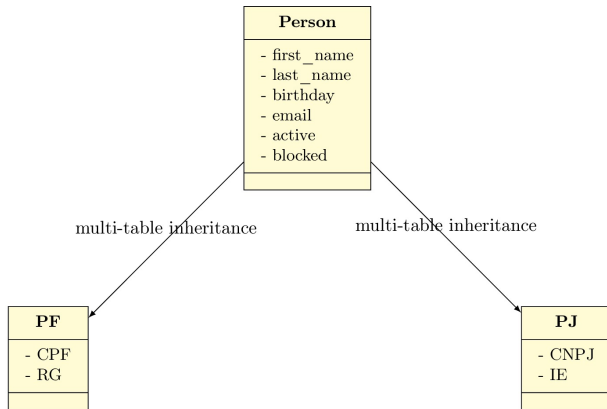 Person
- first_name
- last_name
- birthday
- email
- active
- blocked
multi-table inheritance
multi-table inheritance
PF
- CPF
- RG
PJ
- CNPJ
- IE